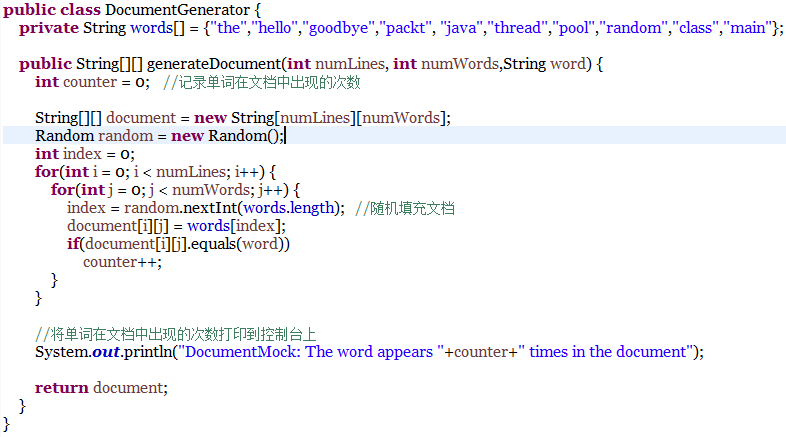 public class DocumentGenerator {
private String words[] = {"the","hello","goodbye","packt", "java","thread","pool","random","class","main"};
public String[][] generateDocument(int numLines, int numWords,String word) {
int counter = 0;   //记录单词在文档中出现的次数
String[][] document = new String[numLines][numWords];
Random random = new Random();
int index = 0;
for(int i = 0; i < numLines; i++) {
for(int j = 0; j < numWords; j++) {
index = random.nextInt(words.length);  //随机填充文档
document[i][j] = words[index];
if(document[i][j].equals(word))
counter++;
}
}
//将单词在文档中出现的次数打印到控制台上
System.out.println("DocumentMock: The word appears "+counter+" times in the document");
return document;
}
}